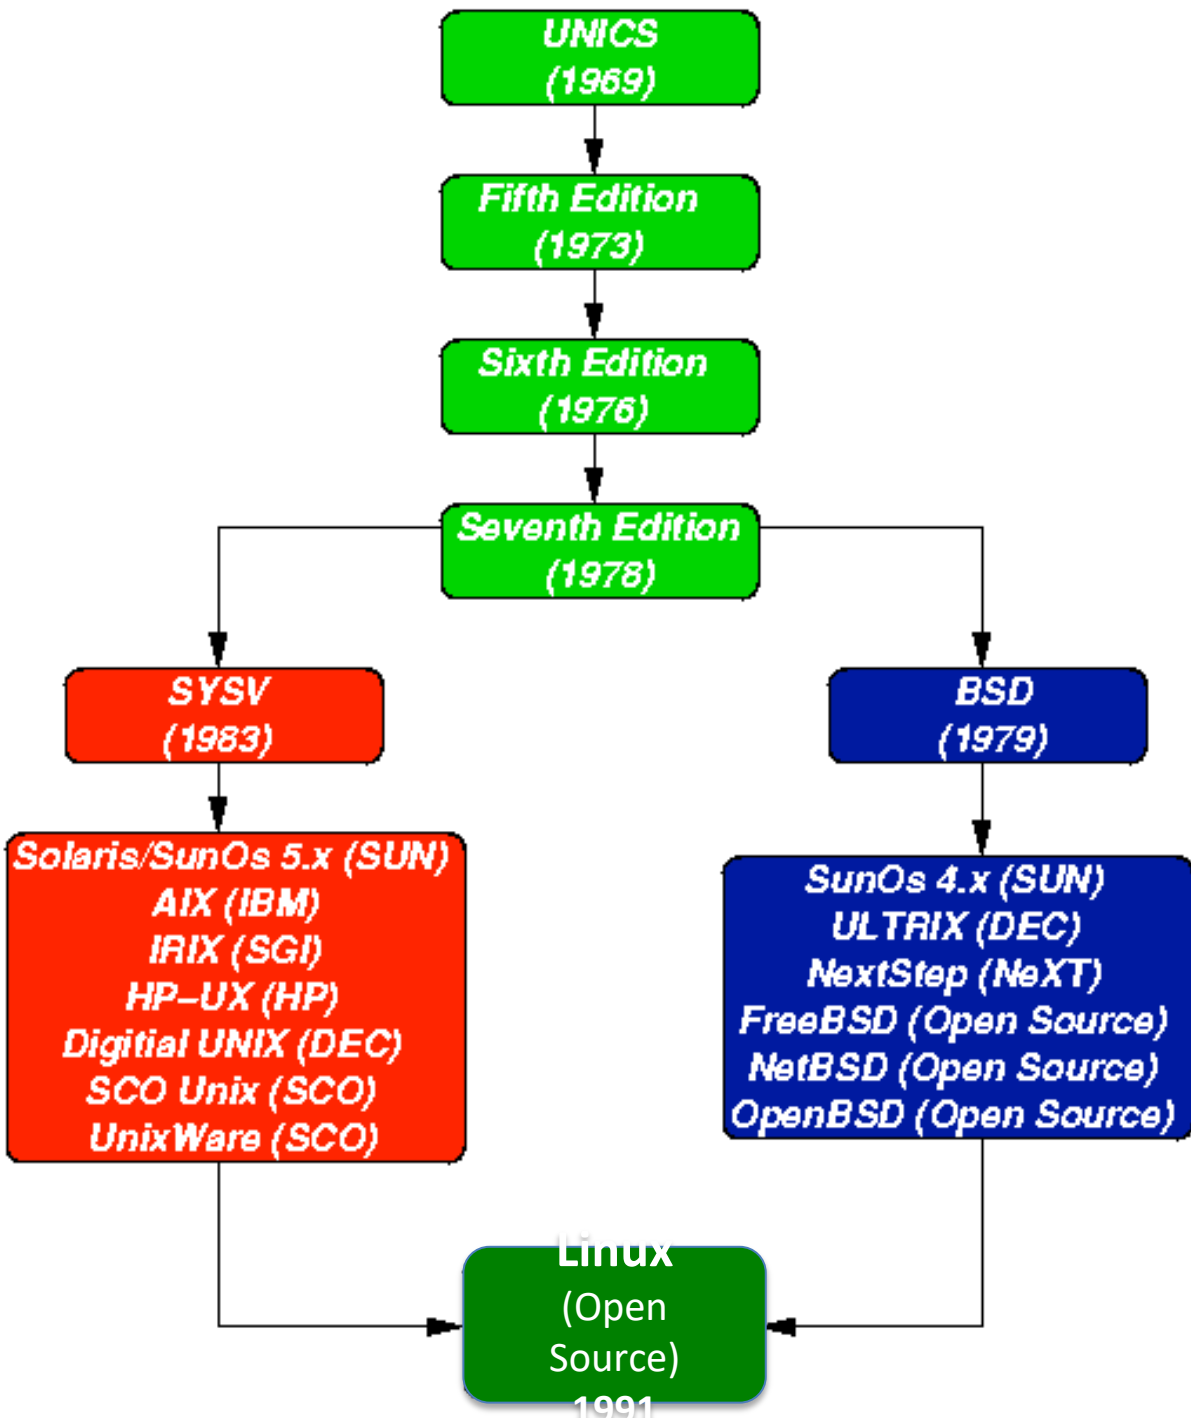 UNICS
(1969)
Fifth Edition
(1973)
Sixth Edition
(1976)
Seventh Edition
(1978)
SYSV
(1983)
BSD
(1979)
Solaris/SunOs 5.x (SUN)
AIX (IBM)
IRIX (SGI)
HP-UX (HP)
Digitial UNIX (DEC)
SCO Unix (SCO)
UnixWare (SCO)
SunOs 4.x (SUN)
ULTRIX (DEC)
NextStep (NeXT)
FreeBSD (Open Source)
NetBSD (Open Source)
OpenBSD (Open Source)
Linux
(Open
Source)
1991